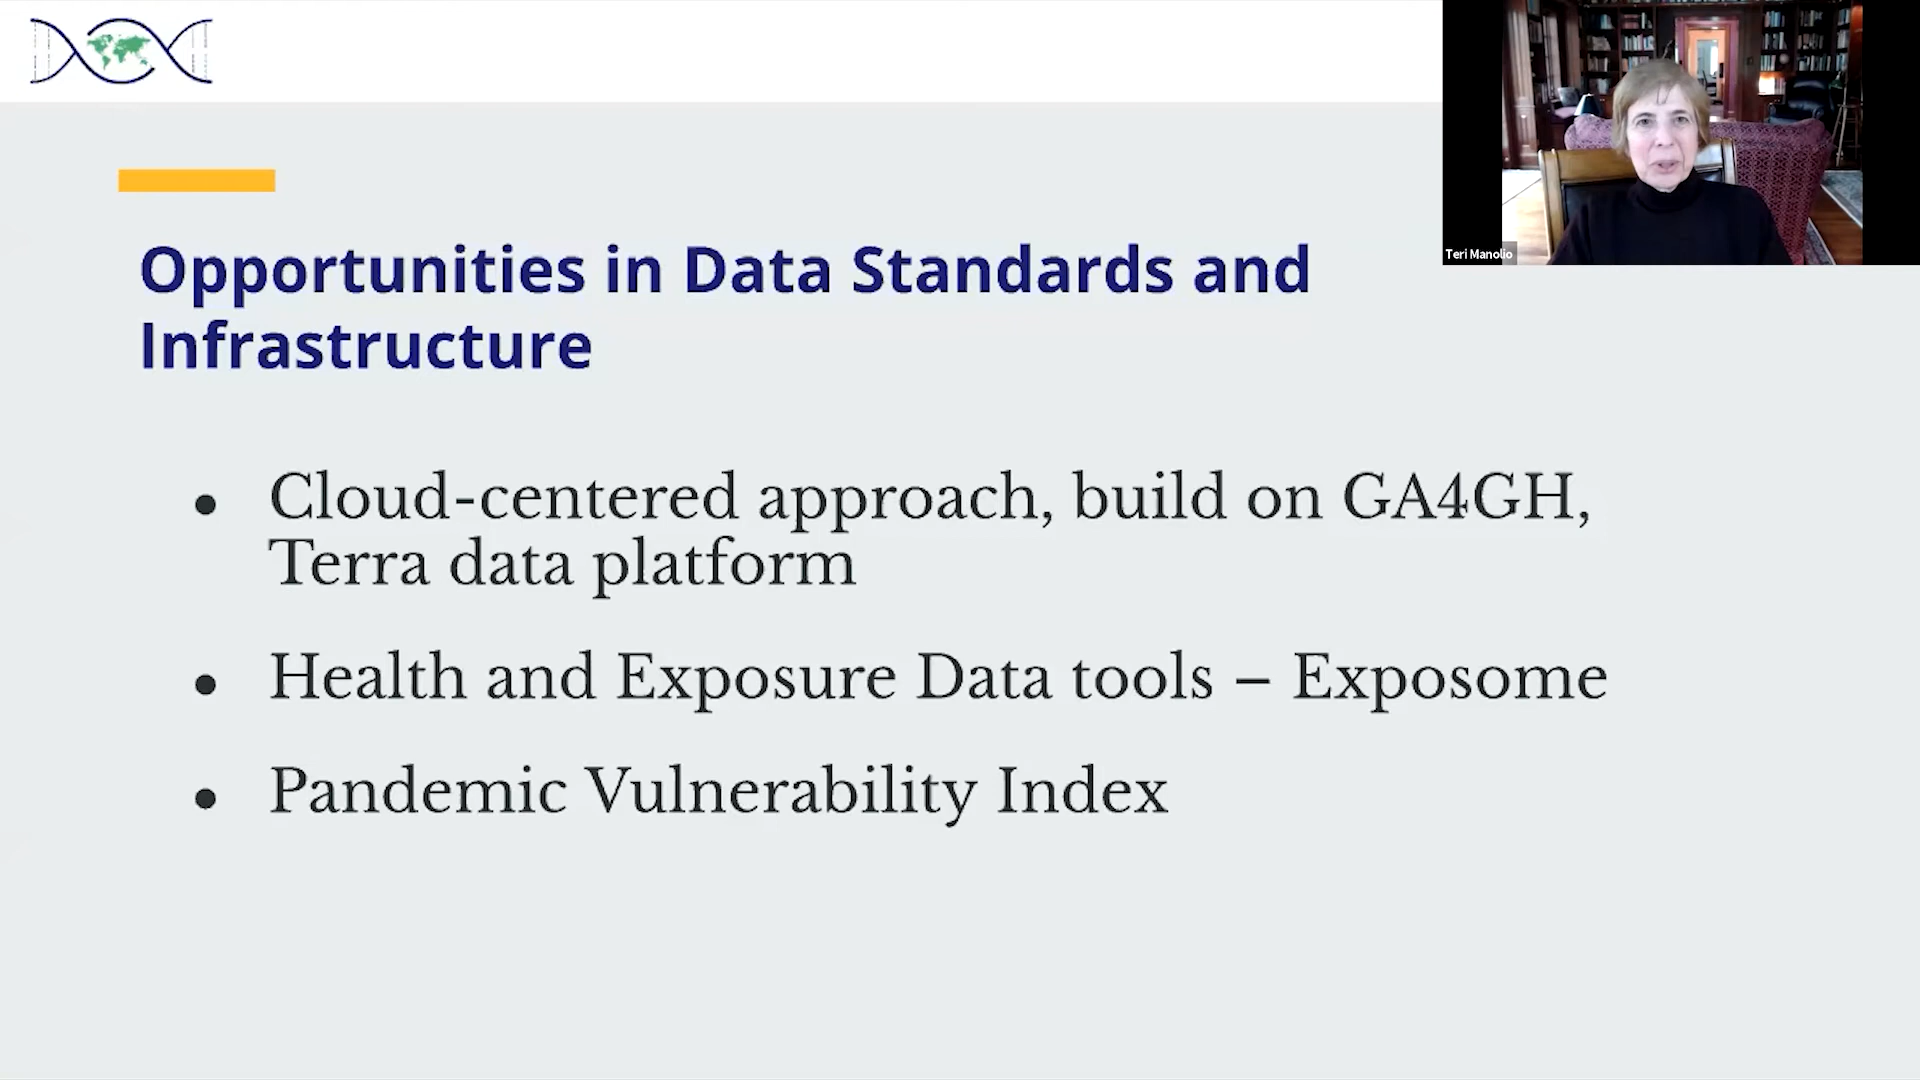 Teri Manolio
Opportunities in Data Standards and
Infrastructure
● Cloud-centered approach, build on GA4GH,
Terra data platform
● Health and Exposure Data tools – Exposome
● Pandemic Vulnerability Index